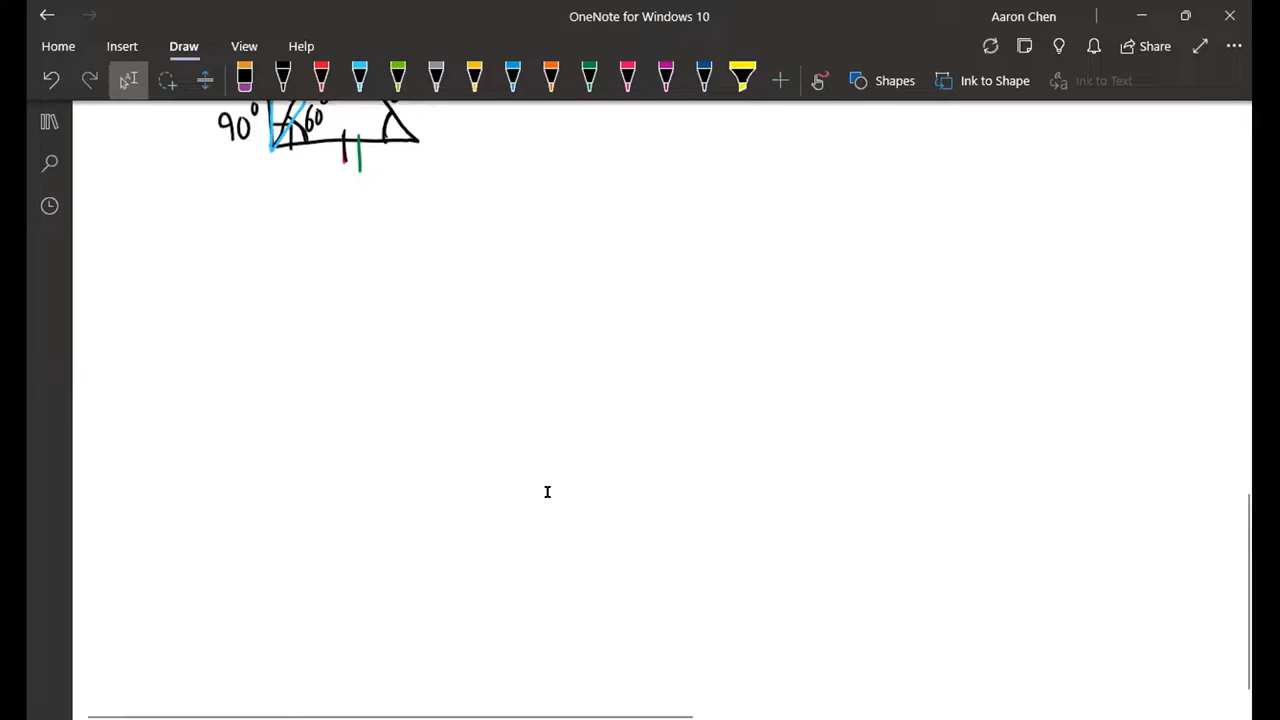 OneNote for Windows 10
Aaron Chen
Home Insert Draw View Help
Share
Shapes
Ink to Shape
Ink to Text
90°
60°